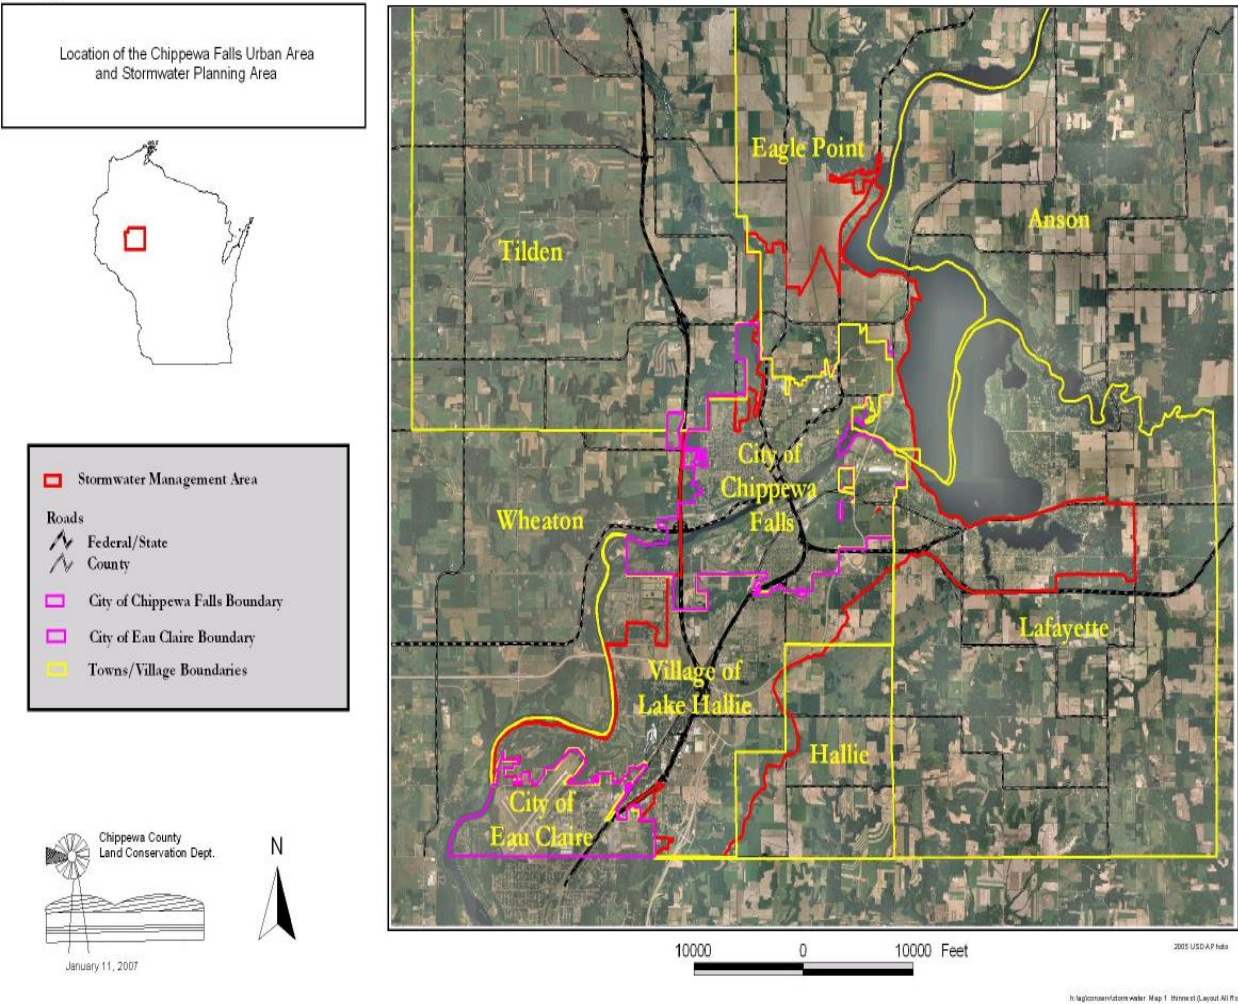 Location of the Chippewa Falls Urban Area
and Stormwater Planning Area
Eagle Point
Anson
Tilden
City of
Chippewa
Falls
Wheaton
Lafayette
Village of
Lake Hallie
Hallie
City of
Eau Claire
Stormwater Management Area
Roads
Federal/State
County
City of Chippewa Falls Boundary
City of Eau Claire Boundary
Towns/Village Boundaries
Chippewa County
Land Conservation Dept.
N
January 11, 2007
10000 0 10000 Feet
2005 USDA Photo